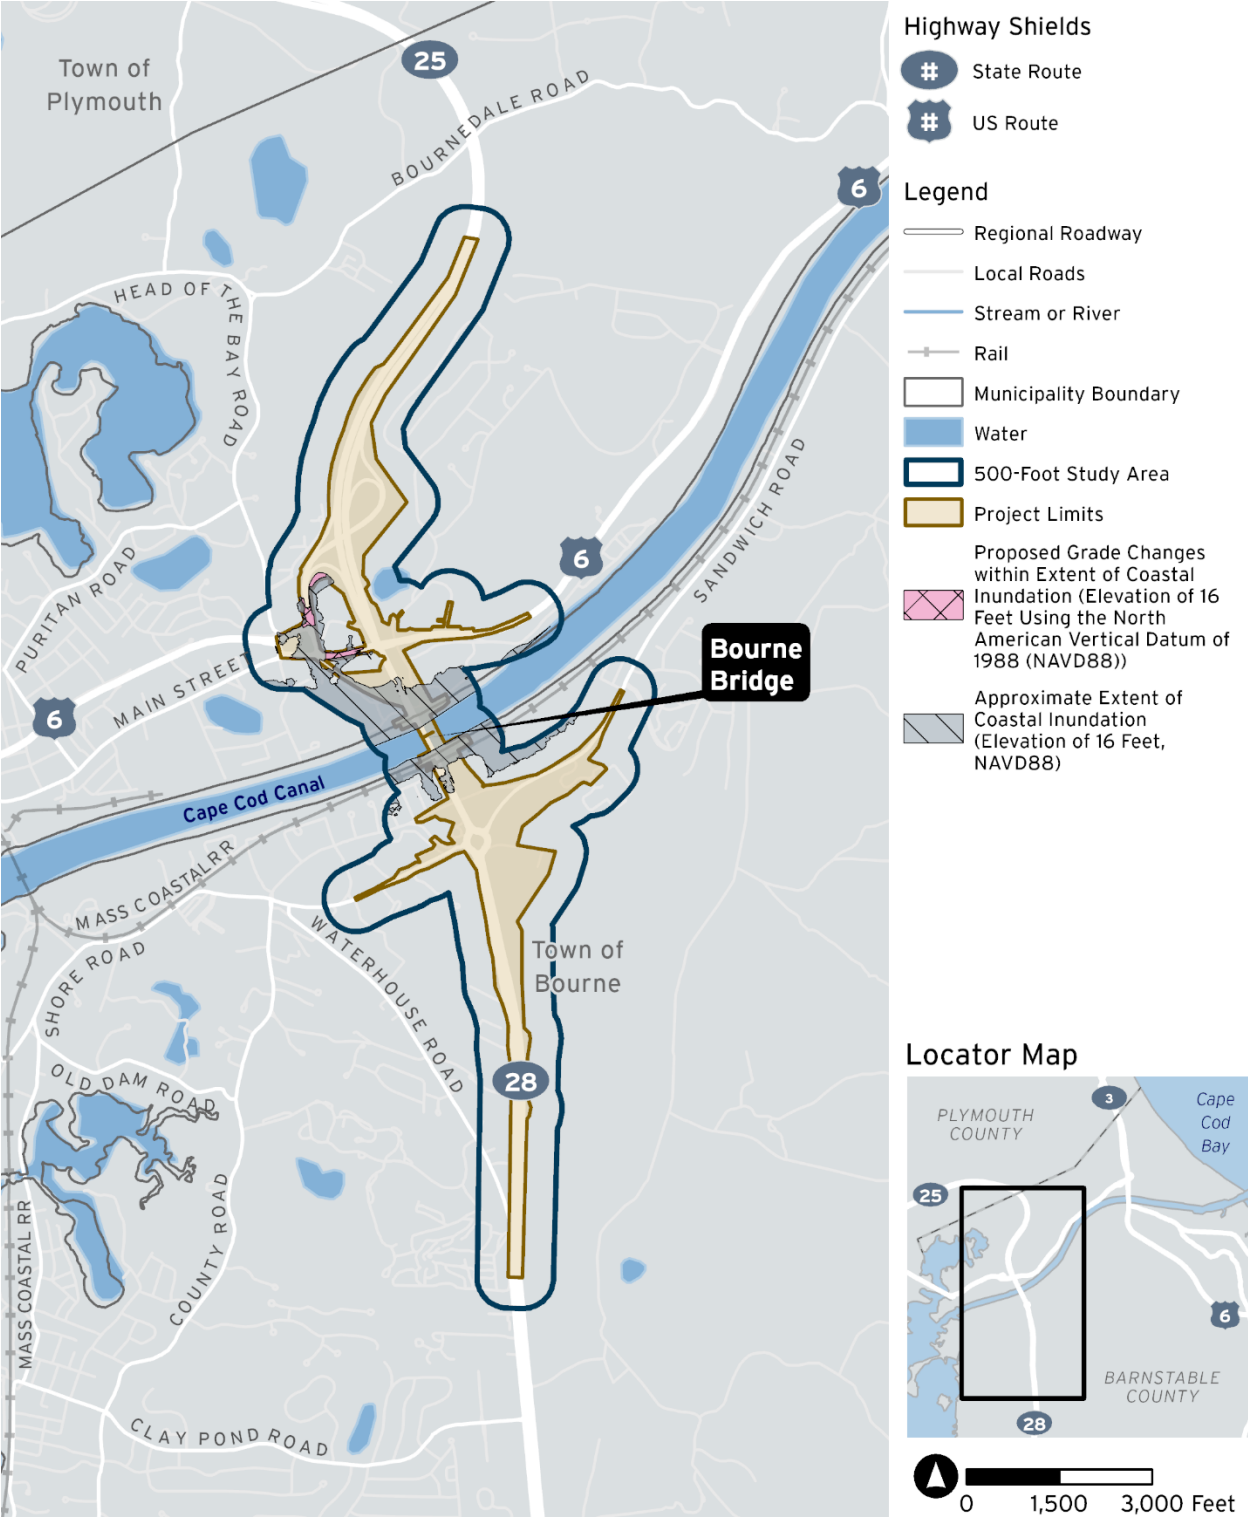 Town of
Plymouth
25
BOURNEDALE ROAD
6
HEAD OF THE BAY ROAD
SANDWICH ROAD
6
PURITAN ROAD
MAIN STREET
6
Bourne
Bridge
Cape Cod Canal
MASS COASTAL RR
SHORE ROAD
WATERHOUSE ROAD
Town of
Bourne
OLD DAM ROAD
28
MASS COASTAL RR
COUNTY ROAD
CLAY POND ROAD
Highway Shields
# State Route
# US Route
Legend
Regional Roadway
Local Roads
Stream or River
Rail
Municipality Boundary
Water
500-Foot Study Area
Project Limits
Proposed Grade Changes
within Extent of Coastal
Inundation (Elevation of 16
Feet Using the North
American Vertical Datum of
1988 (NAVD88))
Approximate Extent of
Coastal Inundation
(Elevation of 16 Feet,
NAVD88)
Locator Map
3
PLYMOUTH
COUNTY
Cape
Cod
Bay
25
6
BARNSTABLE
COUNTY
28
0 1,500 3,000 Feet